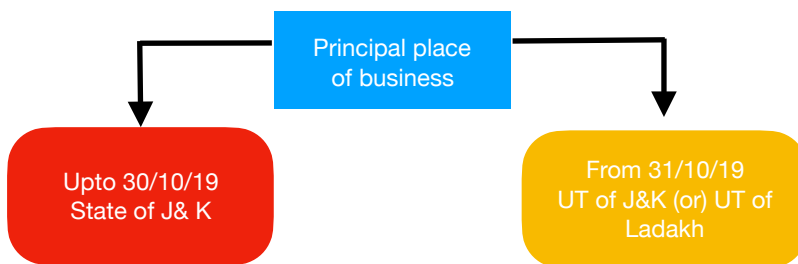 Principal place
of business
Upto 30/10/19
State of J& K
From 31/10/19
UT of J&K (or) UT of
Ladakh